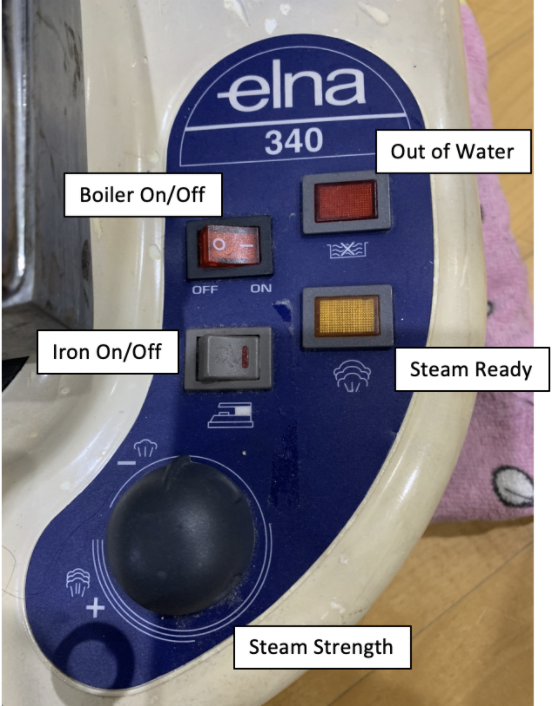 elna
340
Out of Water
Boiler On/Off
O –
OFF ON
Iron On/Off
Steam Ready
–
+
Steam Strength